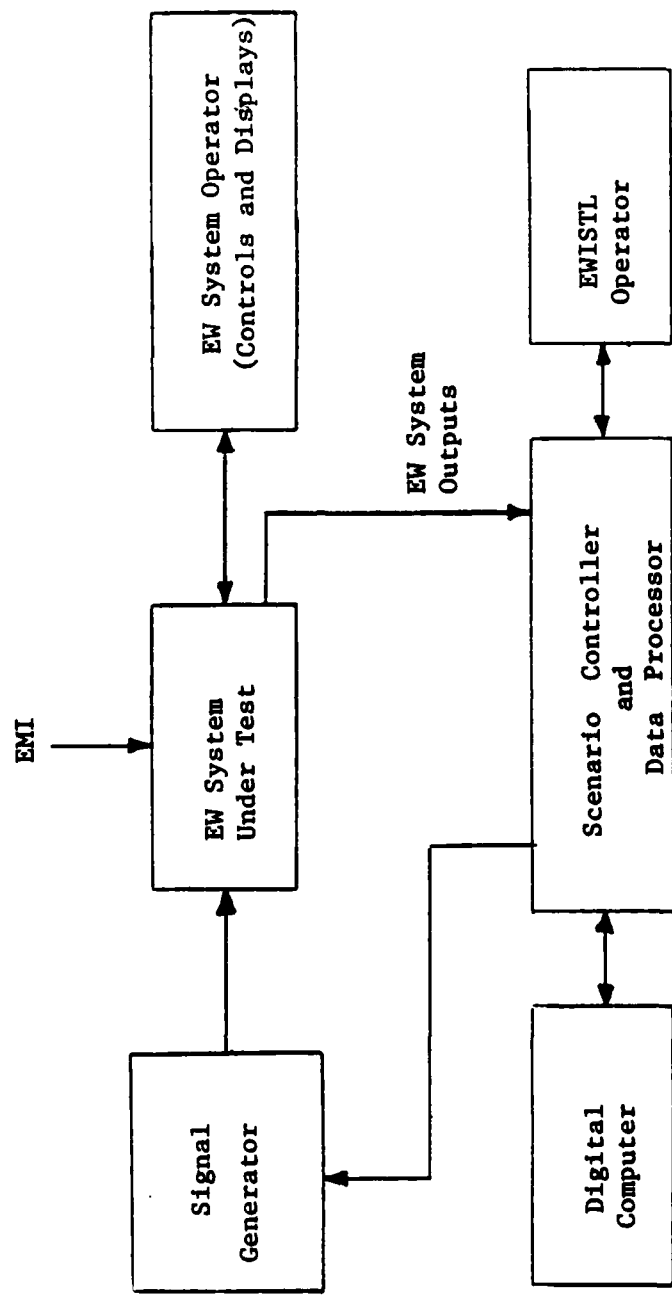 EMI
Signal
Generator
EW System
Under Test
EW System Operator
(Controls and Displays)
EW System
Outputs
Digital
Computer
Scenario Controller
and
Data Processor
EWISTL
Operator